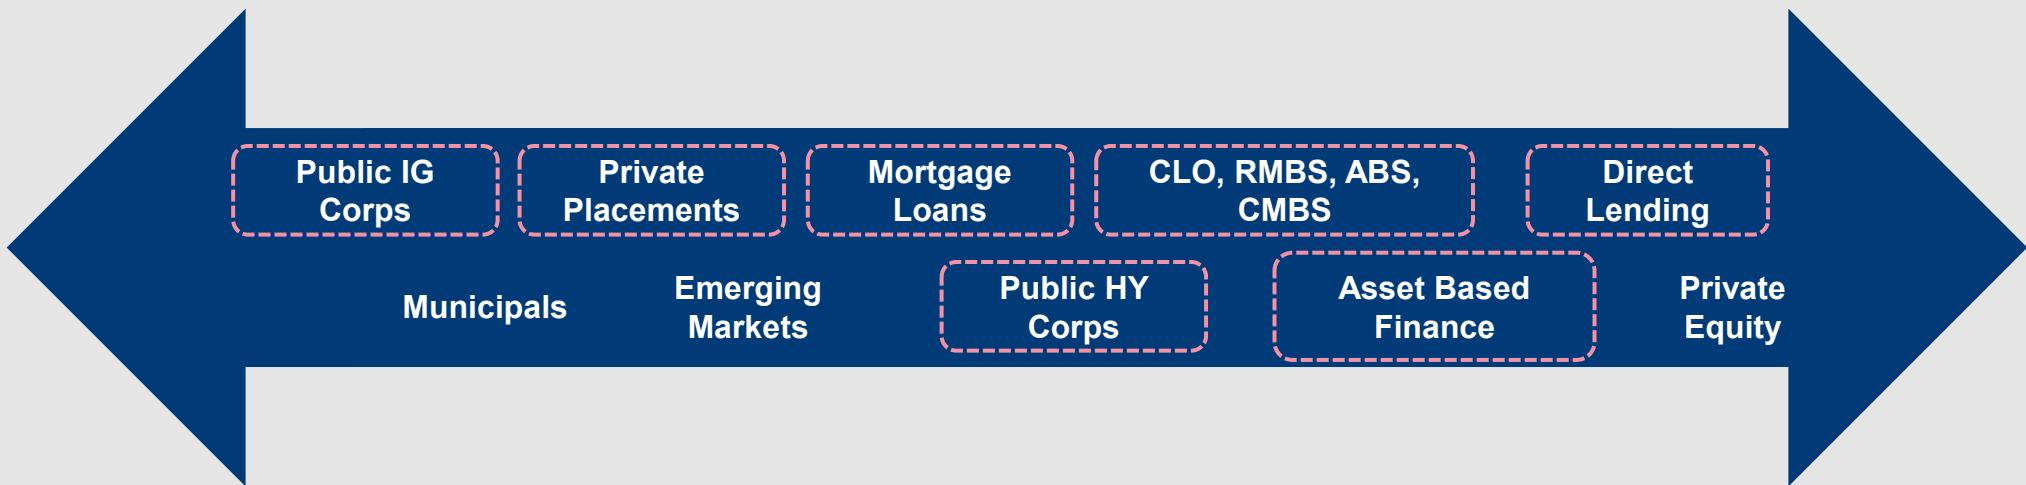 Public IG
Corps
Private
Placements
Mortgage
Loans
CLO, RMBS, ABS,
CMBS
Direct
Lending
Municipals
Emerging
Markets
Public HY
Corps
Asset Based
Finance
Private
Equity